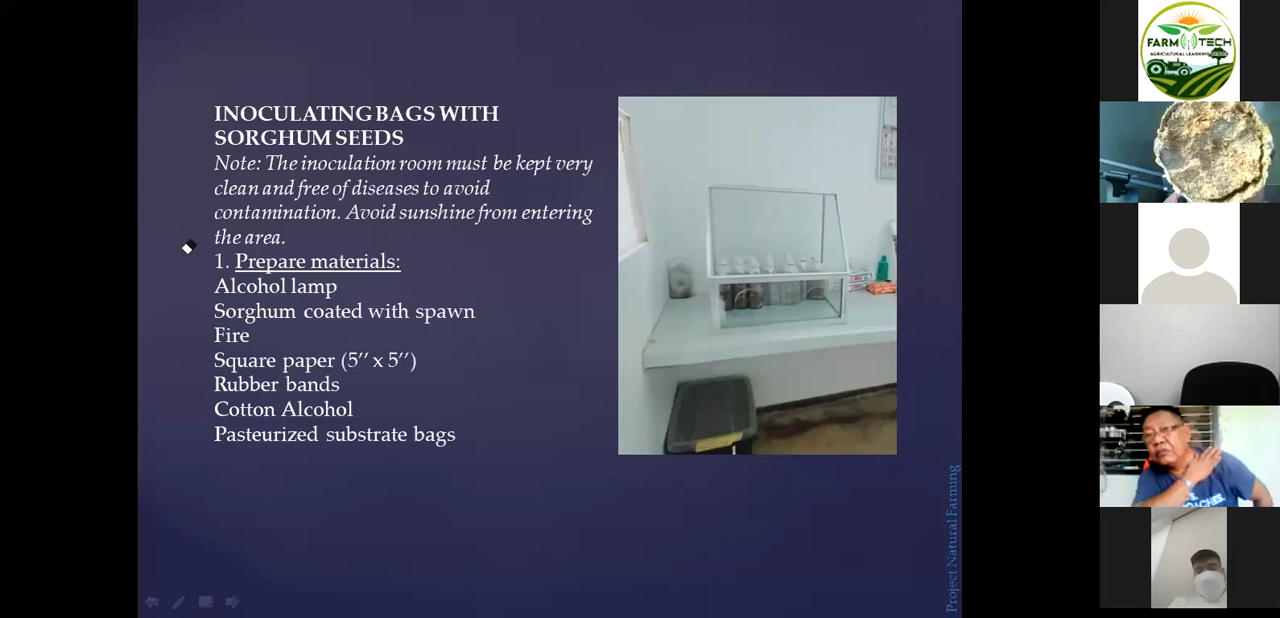 INOCULATING BAGS WITH
SORGHUM SEEDS
Note: The inoculation room must be kept very
clean and free of diseases to avoid
contamination. Avoid sunshine from entering
the area.
1. Prepare materials:
Alcohol lamp
Sorghum coated with spawn
Fire
Square paper (5’’ x 5’’)
Rubber bands
Cotton Alcohol
Pasteurized substrate bags
Project Natural Farming
FARM TECH
AGRICULTURAL LEARNING